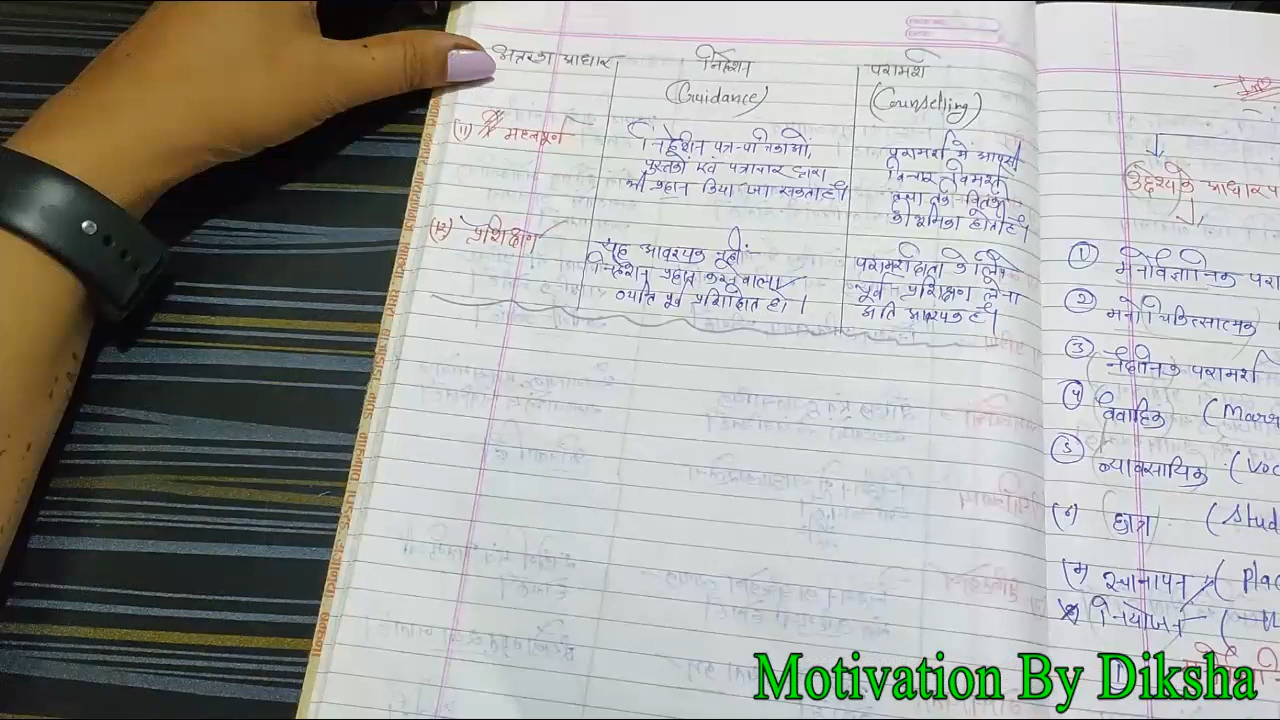 अन्तर का आधार
निर्देशन
(Guidance)
परामर्श
(Counselling)
(11) महत्वपूर्ण
निर्देशन पत्र-पत्रिकाओं,
पुस्तकों एवं पत्राचार द्वारा
भी प्रदान किया जा सकता है।
परामर्श में आपसी
विचार विमर्श
तथा तर्क वितर्क
की भूमिका होती है।
(12) प्रशिक्षण
यह आवश्यक नहीं
निर्देशन प्रदान करने वाला
व्यक्ति पूर्व प्रशिक्षित हो।
परामर्शदाता के लिए
पूर्व प्रशिक्षण लेना
अति आवश्यक है।
उद्देश्य के आधार प
① मनोवैज्ञानिक परा
② मनोचिकित्सात्मक
③ नैदानिक परामर्श
वैवाहिक (Marr
व्यावसायिक (Voc
छात्र (Stud
स्थानापन (Plac
नियोजन (
Motivation By Diksha